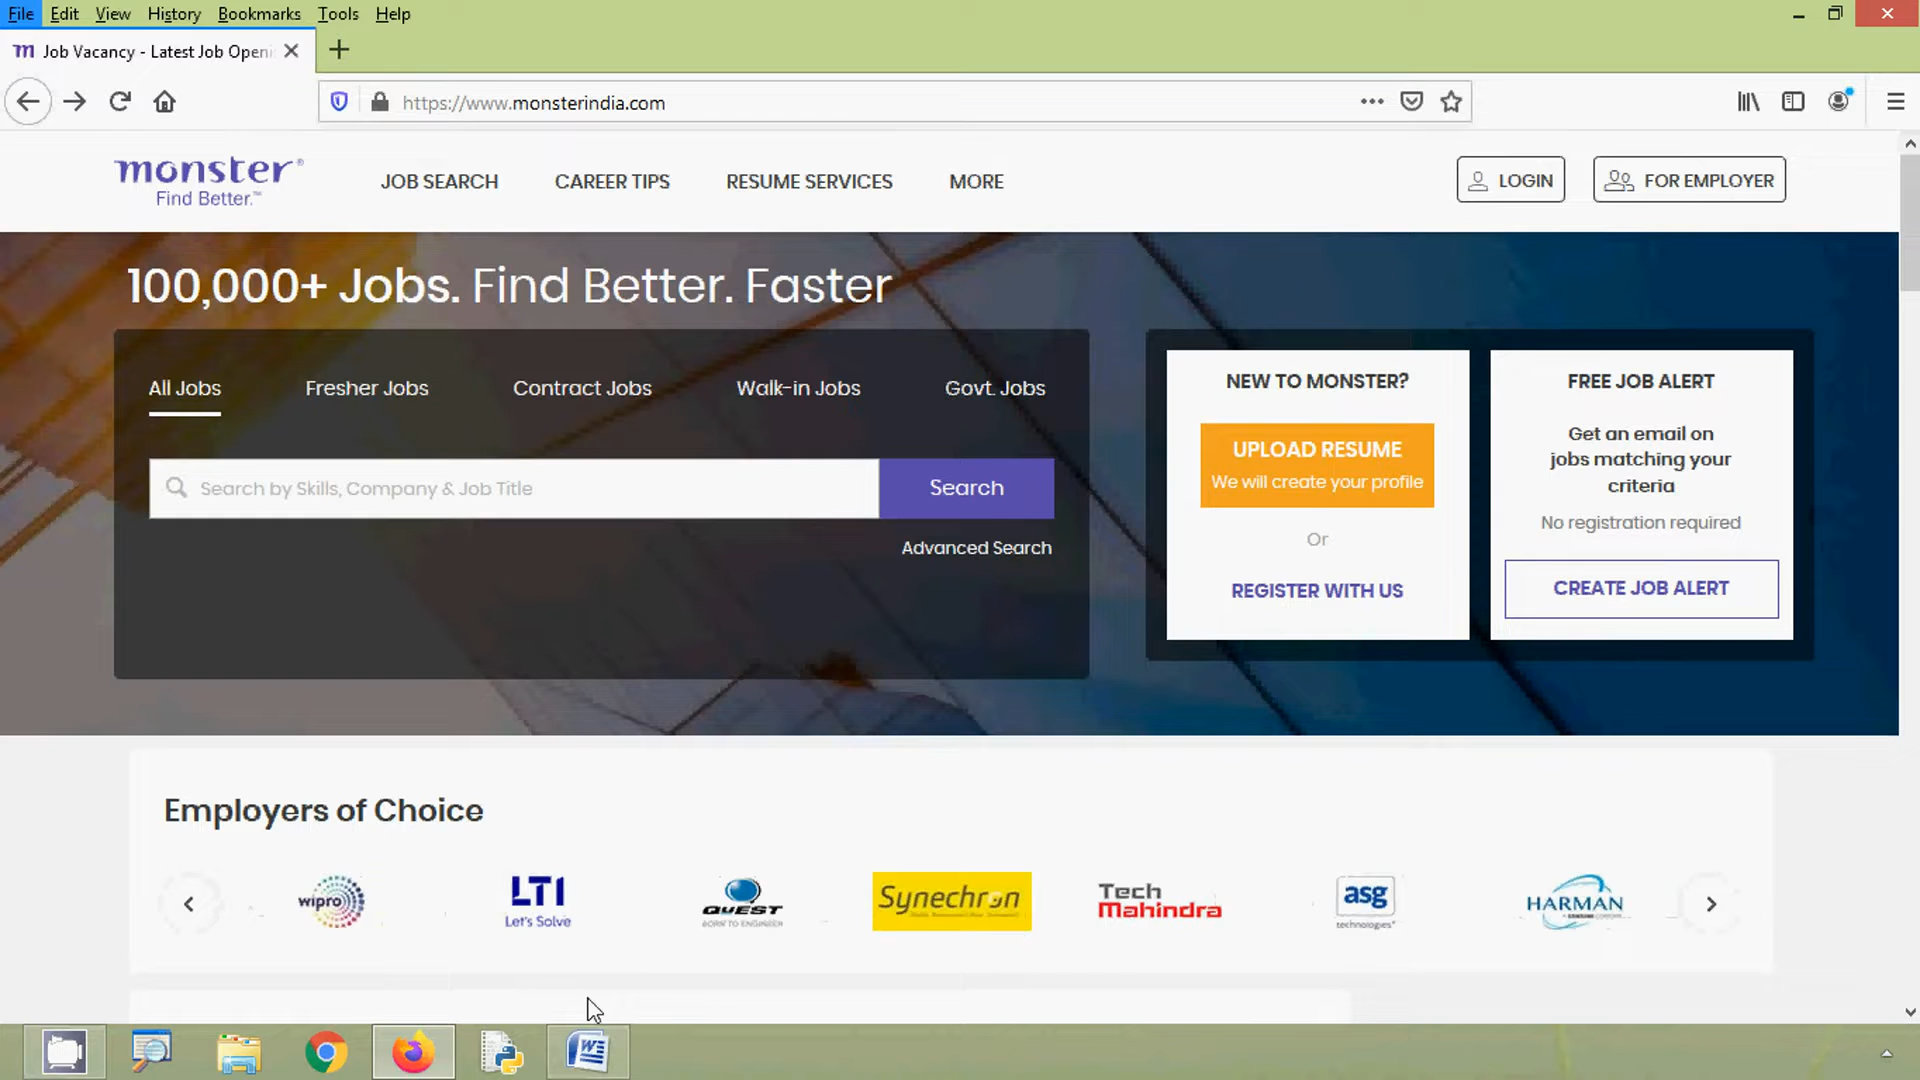 File Edit View History Bookmarks Tools Help
m Job Vacancy - Latest Job Openi
https://www.monsterindia.com
monster®
Find Better.™
JOB SEARCH CAREER TIPS RESUME SERVICES MORE
LOGIN
FOR EMPLOYER
100,000+ Jobs. Find Better. Faster
All Jobs Fresher Jobs Contract Jobs Walk-in Jobs Govt. Jobs
Search by Skills, Company & Job Title
Search
Advanced Search
NEW TO MONSTER?
UPLOAD RESUME
We will create your profile
Or
REGISTER WITH US
FREE JOB ALERT
Get an email on
jobs matching your
criteria
No registration required
CREATE JOB ALERT
Employers of Choice
wipro
LTI
Let's Solve
QUEST
BORN TO ENGINEER
Synechron
Tech
Mahindra
asg
technologies
HARMAN